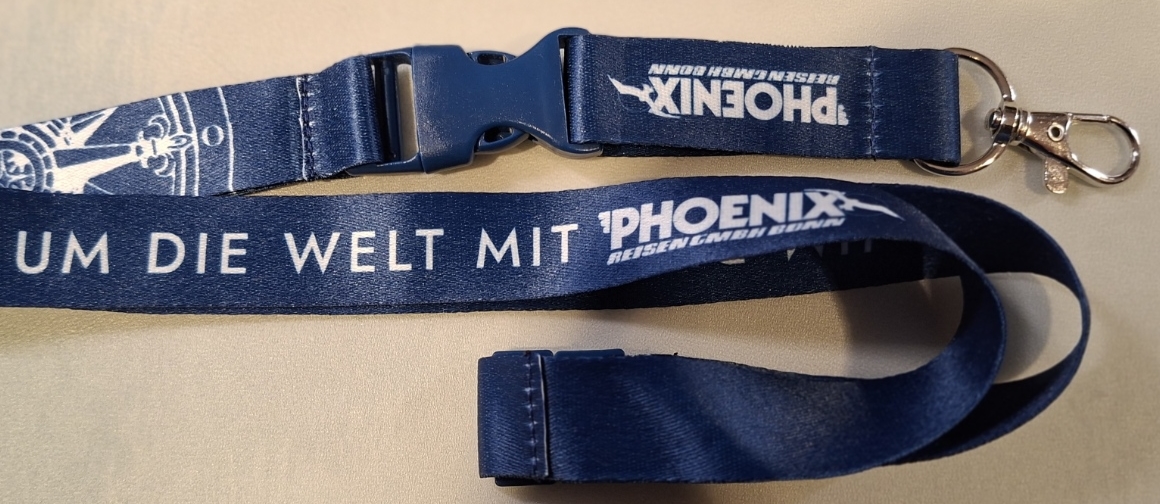 PHOENIX
REISEN GMBH BONN
UM DIE WELT MIT PHOENIX
REISEN GMBH BONN